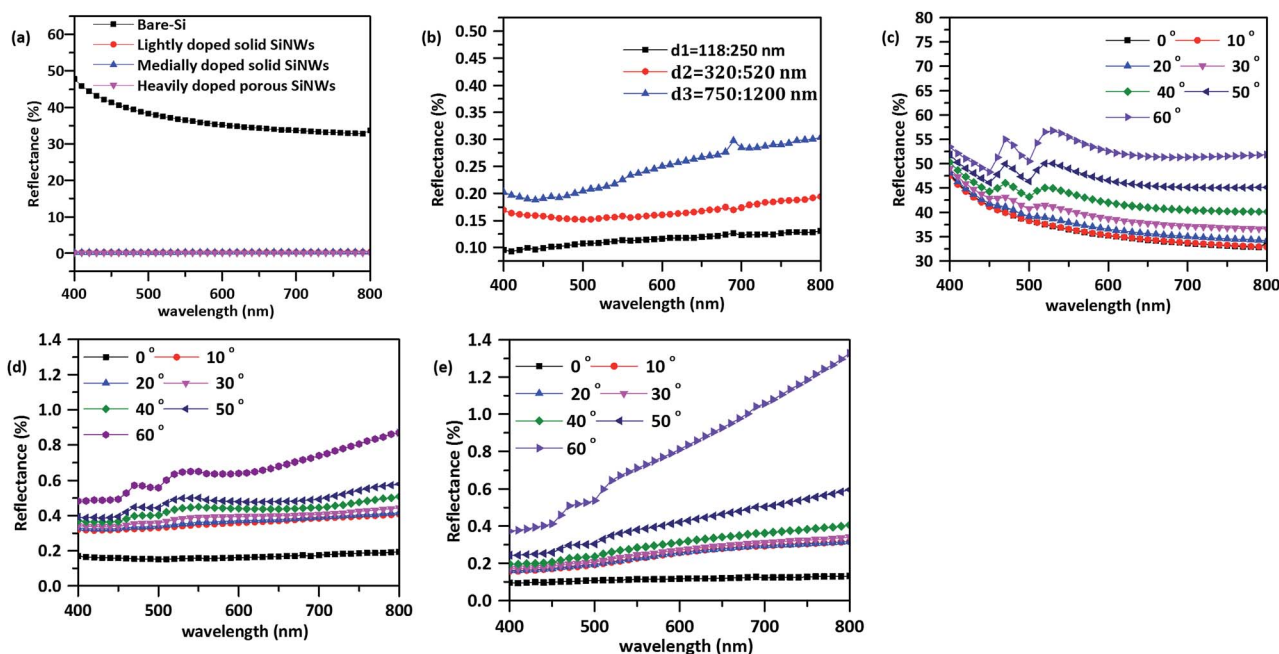 (a)
Bare-Si
Lightly doped solid SiNWs
Medially doped solid SiNWs
Heavily doped porous SiNWs
Reflectance (%)
60
50
40
30
20
10
0
400 500 600 700 800
wavelength (nm)
(b)
d1=118:250 nm
d2=320:520 nm
d3=750:1200 nm
Reflectance (%)
0.50
0.45
0.40
0.35
0.30
0.25
0.20
0.15
0.10
400 500 600 700 800
wavelength (nm)
(c)
0 ° 10 °
20 ° 30 °
40 ° 50 °
60 °
Reflectance (%)
80
75
70
65
60
55
50
45
40
35
30
400 500 600 700 800
wavelength (nm)
(d)
0 ° 10 °
20 ° 30 °
40 ° 50 °
60 °
Reflectance (%)
1.4
1.2
1.0
0.8
0.6
0.4
0.2
0.0
400 500 600 700 800
wavelength (nm)
(e)
0 ° 10 °
20 ° 30 °
40 ° 50 °
60 °
Reflectance (%)
1.4
1.2
1.0
0.8
0.6
0.4
0.2
0.0
400 500 600 700 800
wavelength (nm)